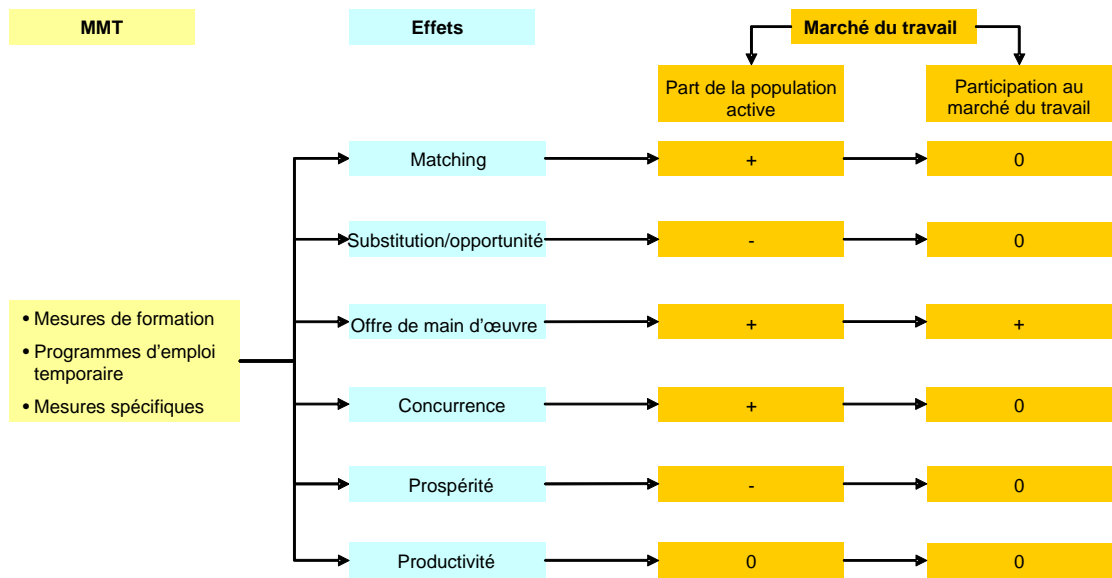 MMT
Effets
Marché du travail
Part de la population
active
Participation au
marché du travail
Matching
+
0
Substitution/opportunité
-
0
• Mesures de formation
• Programmes d'emploi
temporaire
• Mesures spécifiques
Offre de main d'œuvre
+
+
Concurrence
+
0
Prospérité
-
0
Productivité
0
0